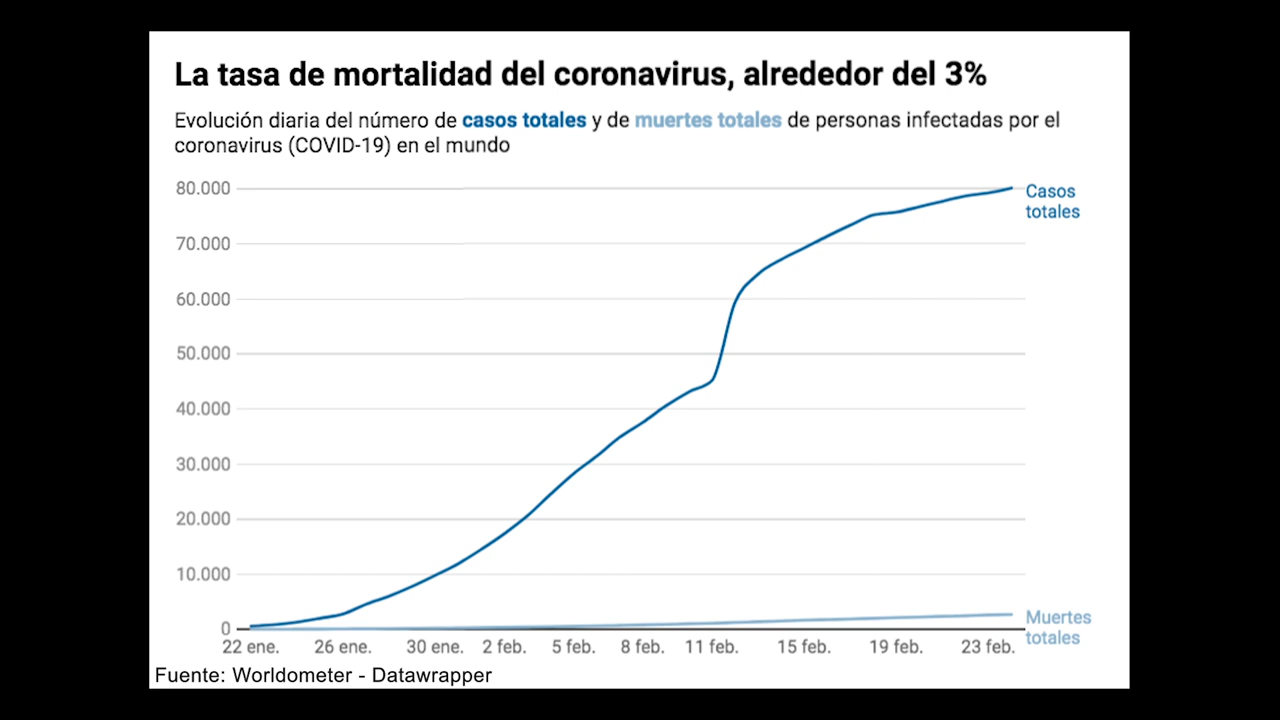 La tasa de mortalidad del coronavirus, alrededor del 3%
Evolución diaria del número de casos totales y de muertes totales de personas infectadas por el
coronavirus (COVID-19) en el mundo
80.000
Casos
totales
70.000
60.000
50.000
40.000
30.000
20.000
10.000
0
Muertes
totales
22 ene. 26 ene. 30 ene. 2 feb. 5 feb. 8 feb. 11 feb. 15 feb. 19 feb. 23 feb.
Fuente: Worldometer - Datawrapper